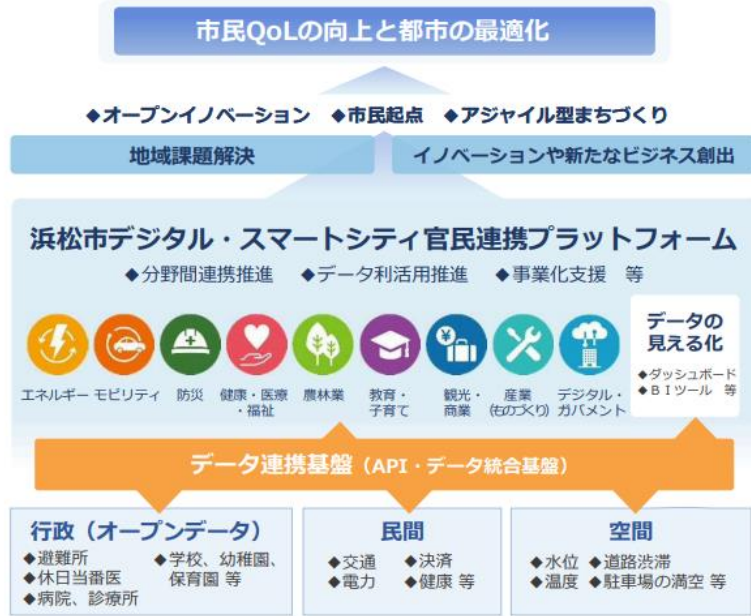 市民QoLの向上と都市の最適化
◆オープンイノベーション ◆市民起点 ◆アジャイル型まちづくり
地域課題解決
イノベーションや新たなビジネス創出
浜松市デジタル・スマートシティ官民連携プラットフォーム
◆分野間連携推進 ◆データ利活用推進 ◆事業化支援 等
エネルギー
モビリティ
防災
健康・医療
・福祉
農林業
教育・
子育て
観光・
商業
産業
(ものづくり)
デジタル・
ガバメント
データの
見える化
◆ダッシュボード
◆BIツール 等
データ連携基盤（API・データ統合基盤）
行政（オープンデータ）
◆避難所
◆休日当番医
◆病院、診療所
◆学校、幼稚園、
保育園 等
民間
◆交通 ◆決済
◆電力 ◆健康 等
空間
◆水位 ◆道路渋滞
◆温度 ◆駐車場の満空 等